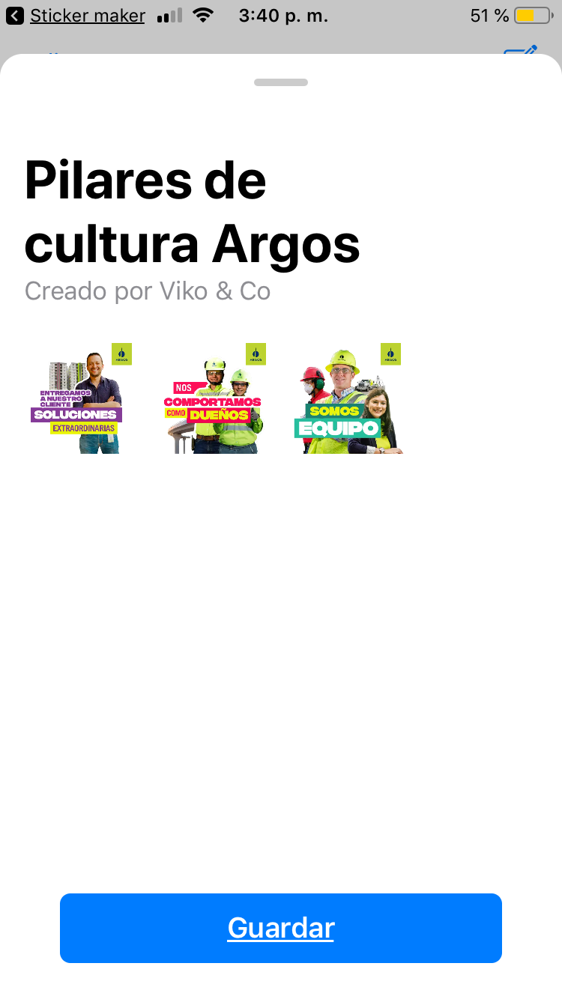 Sticker maker
3:40 p. m.
51 %
Pilares de
cultura Argos
Creado por Viko & Co
ARGOS
ENTREGAMOS
A NUESTRO
CLIENTE
SOLUCIONES
EXTRAORDINARIAS
ARGOS
NOS
COMPORTAMOS
COMO DUEÑOS
ARGOS
SOMOS
EQUIPO
Guardar